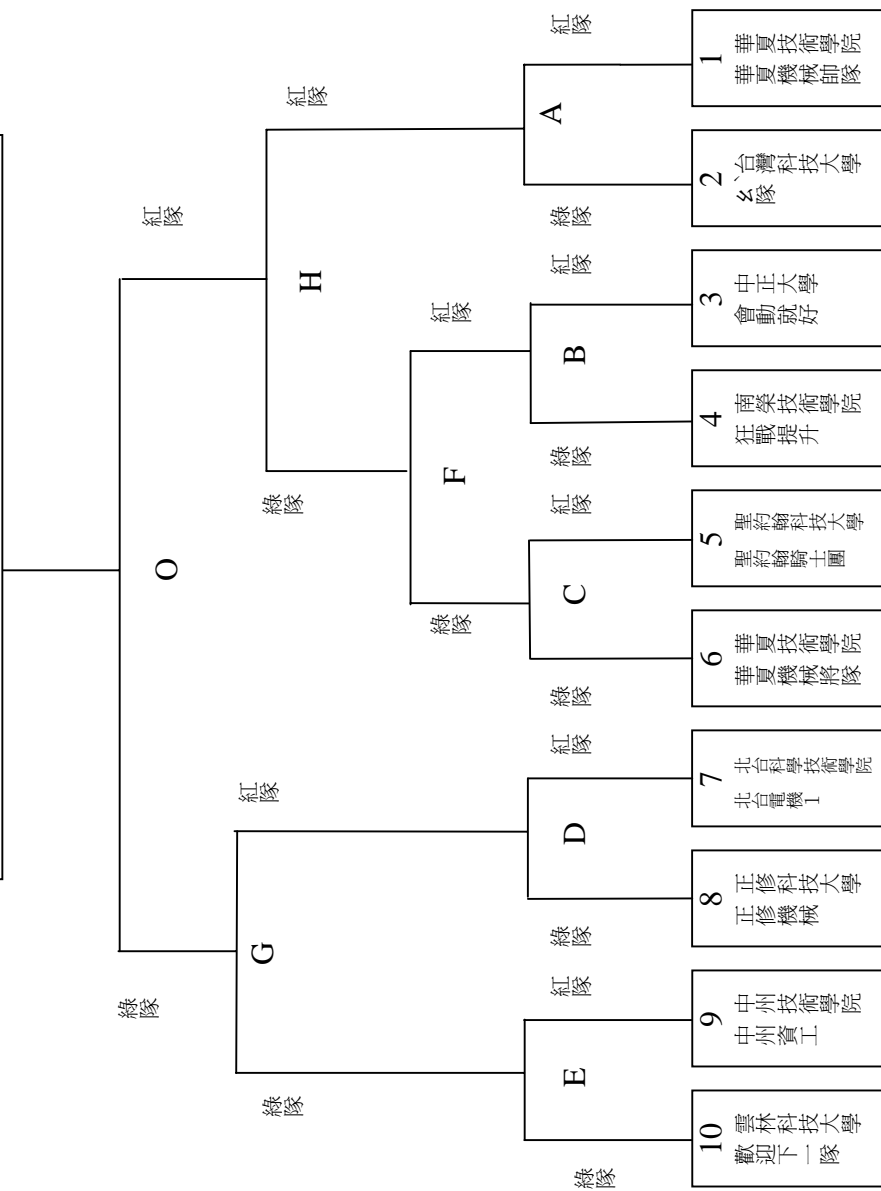 紅隊
綠隊
O
紅隊
綠隊
H
紅隊
綠隊
G
紅隊
綠隊
F
紅隊
綠隊
A
紅隊
綠隊
B
紅隊
綠隊
C
紅隊
綠隊
D
紅隊
綠隊
E
紅隊
綠隊
1
華夏技術學院
華夏機械帥隊
2
台灣科技大學
ㄠˋ隊
3
中正大學
會動就好
4
南榮技術學院
狂戰提升
5
聖約翰科技大學
聖約翰騎士團
6
華夏技術學院
華夏機械將隊
7
北台科學技術學院
北台電機1
8
正修科技大學
正修機械
9
中州技術學院
中州資工
10
雲林科技大學
歡迎下一隊